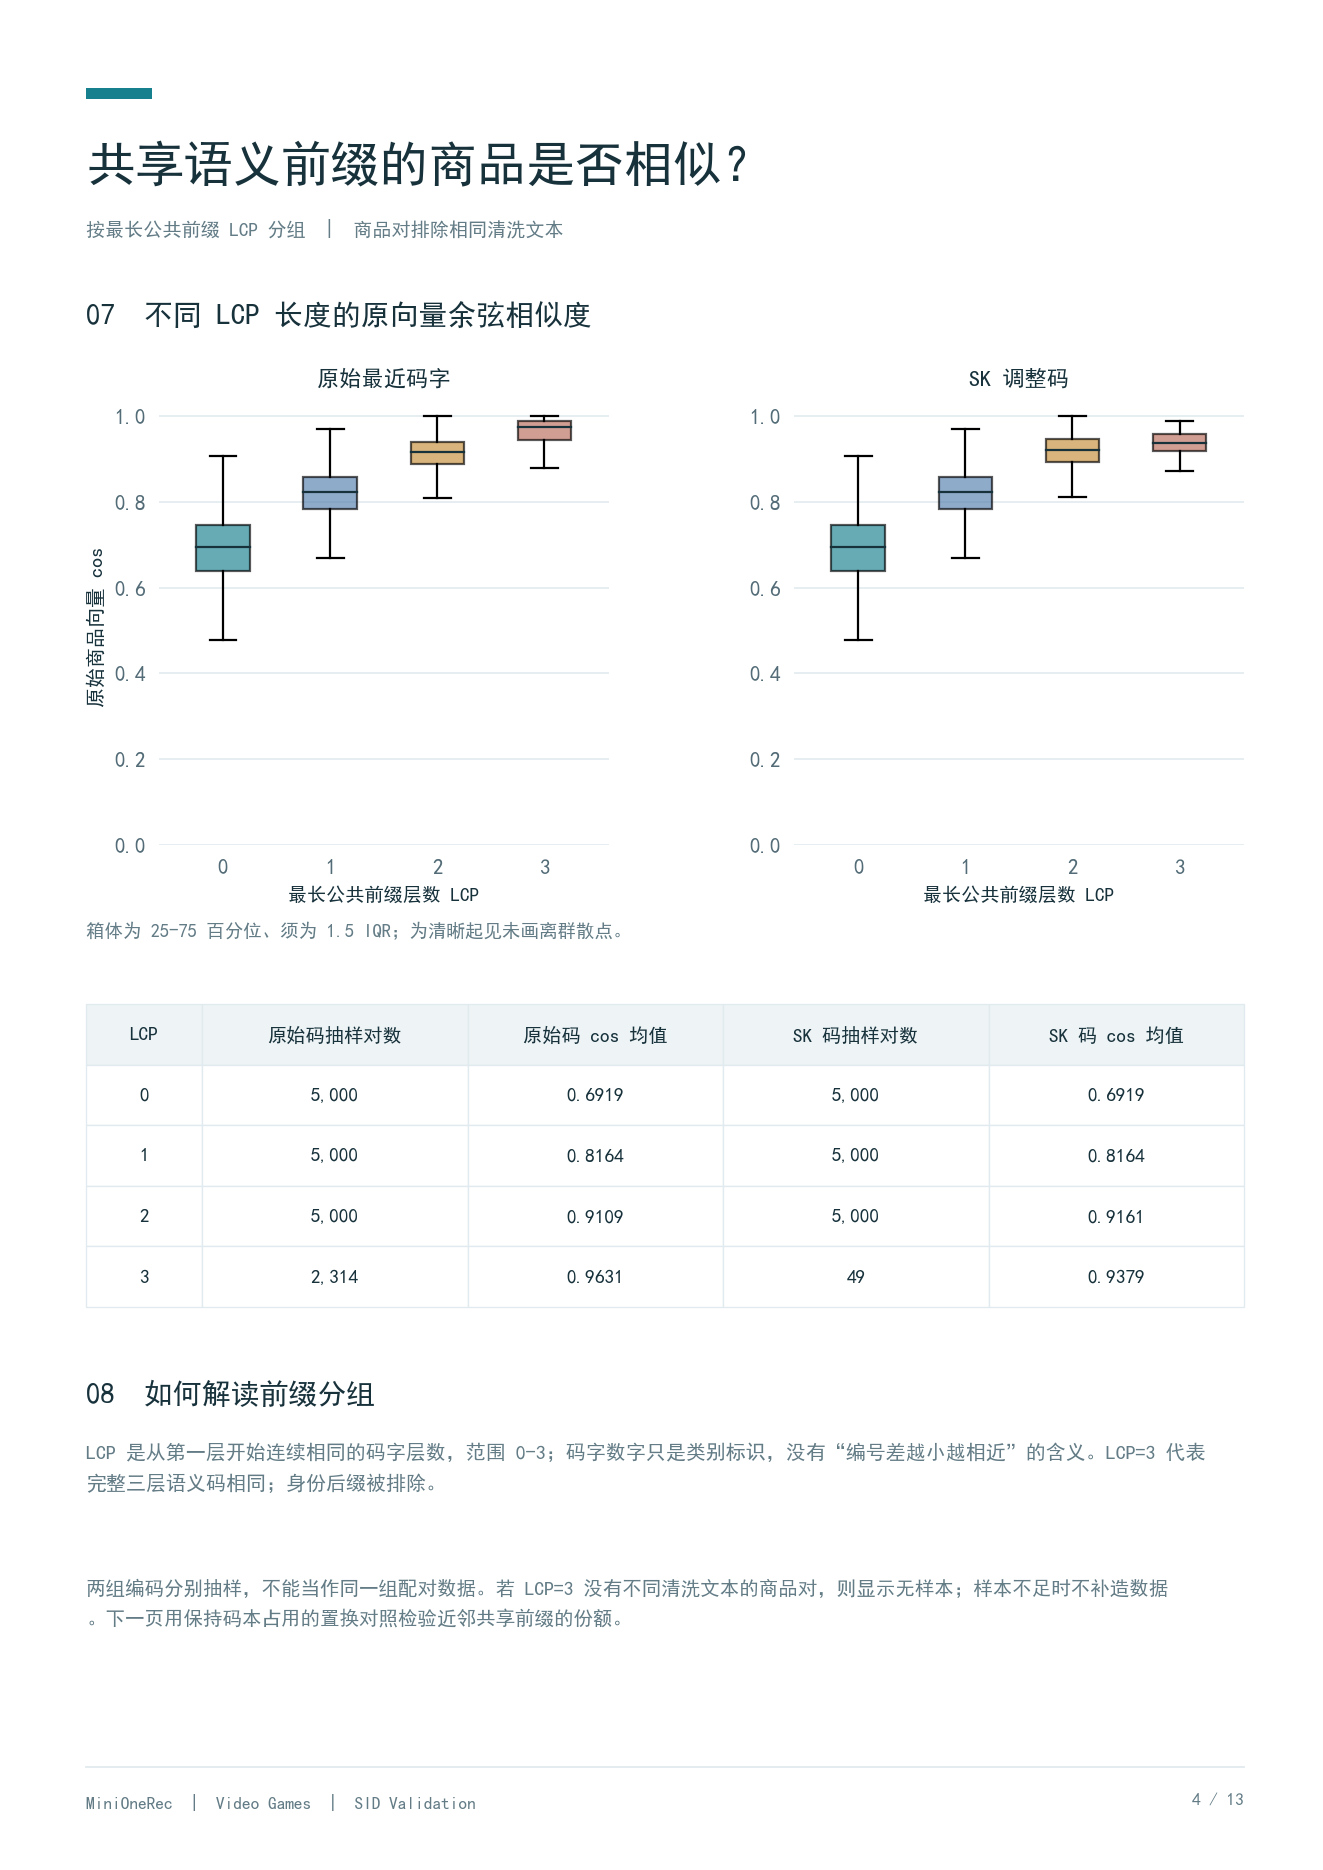 共享语义前缀的商品是否相似？
按最长公共前缀 LCP 分组 | 商品对排除相同清洗文本
07 不同 LCP 长度的原向量余弦相似度
原始最近码字
SK 调整码
1.0
0.8
0.6
0.4
0.2
0.0
原始商品向量 cos
0 1 2 3
最长公共前缀层数 LCP
1.0
0.8
0.6
0.4
0.2
0.0
0 1 2 3
最长公共前缀层数 LCP
箱体为 25-75 百分位、须为 1.5 IQR；为清晰起见未画离群散点。
LCP 原始码抽样对数 原始码 cos 均值 SK 码抽样对数 SK 码 cos 均值
0 5,000 0.6919 5,000 0.6919
1 5,000 0.8164 5,000 0.8164
2 5,000 0.9109 5,000 0.9161
3 2,314 0.9631 49 0.9379
08 如何解读前缀分组
LCP 是从第一层开始连续相同的码字层数，范围 0-3；码字数字只是类别标识，没有“编号差越小越相近”的含义。LCP=3 代表
完整三层语义码相同；身份后缀被排除。
两组编码分别抽样，不能当作同一组配对数据。若 LCP=3 没有不同清洗文本的商品对，则显示无样本；样本不足时不补造数据
。下一页用保持码本占用的置换对照检验近邻共享前缀的份额。
MiniOneRec | Video Games | SID Validation
4 / 13